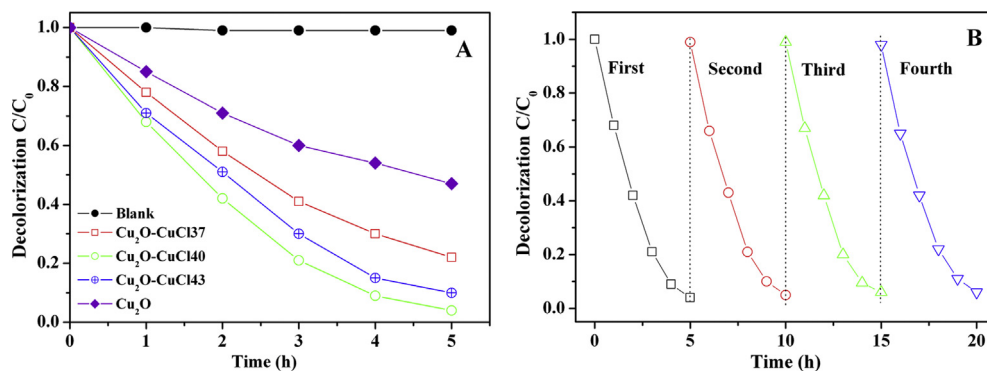 A
Decolorization C/C₀
1.0
0.8
0.6
0.4
0.2
0.0
Blank
Cu₂O-CuCl37
Cu₂O-CuCl40
Cu₂O-CuCl43
Cu₂O
0 1 2 3 4 5
Time (h)
B
Decolorization C/C₀
1.0
0.8
0.6
0.4
0.2
0.0
First Second Third Fourth
0 5 10 15 20
Time (h)